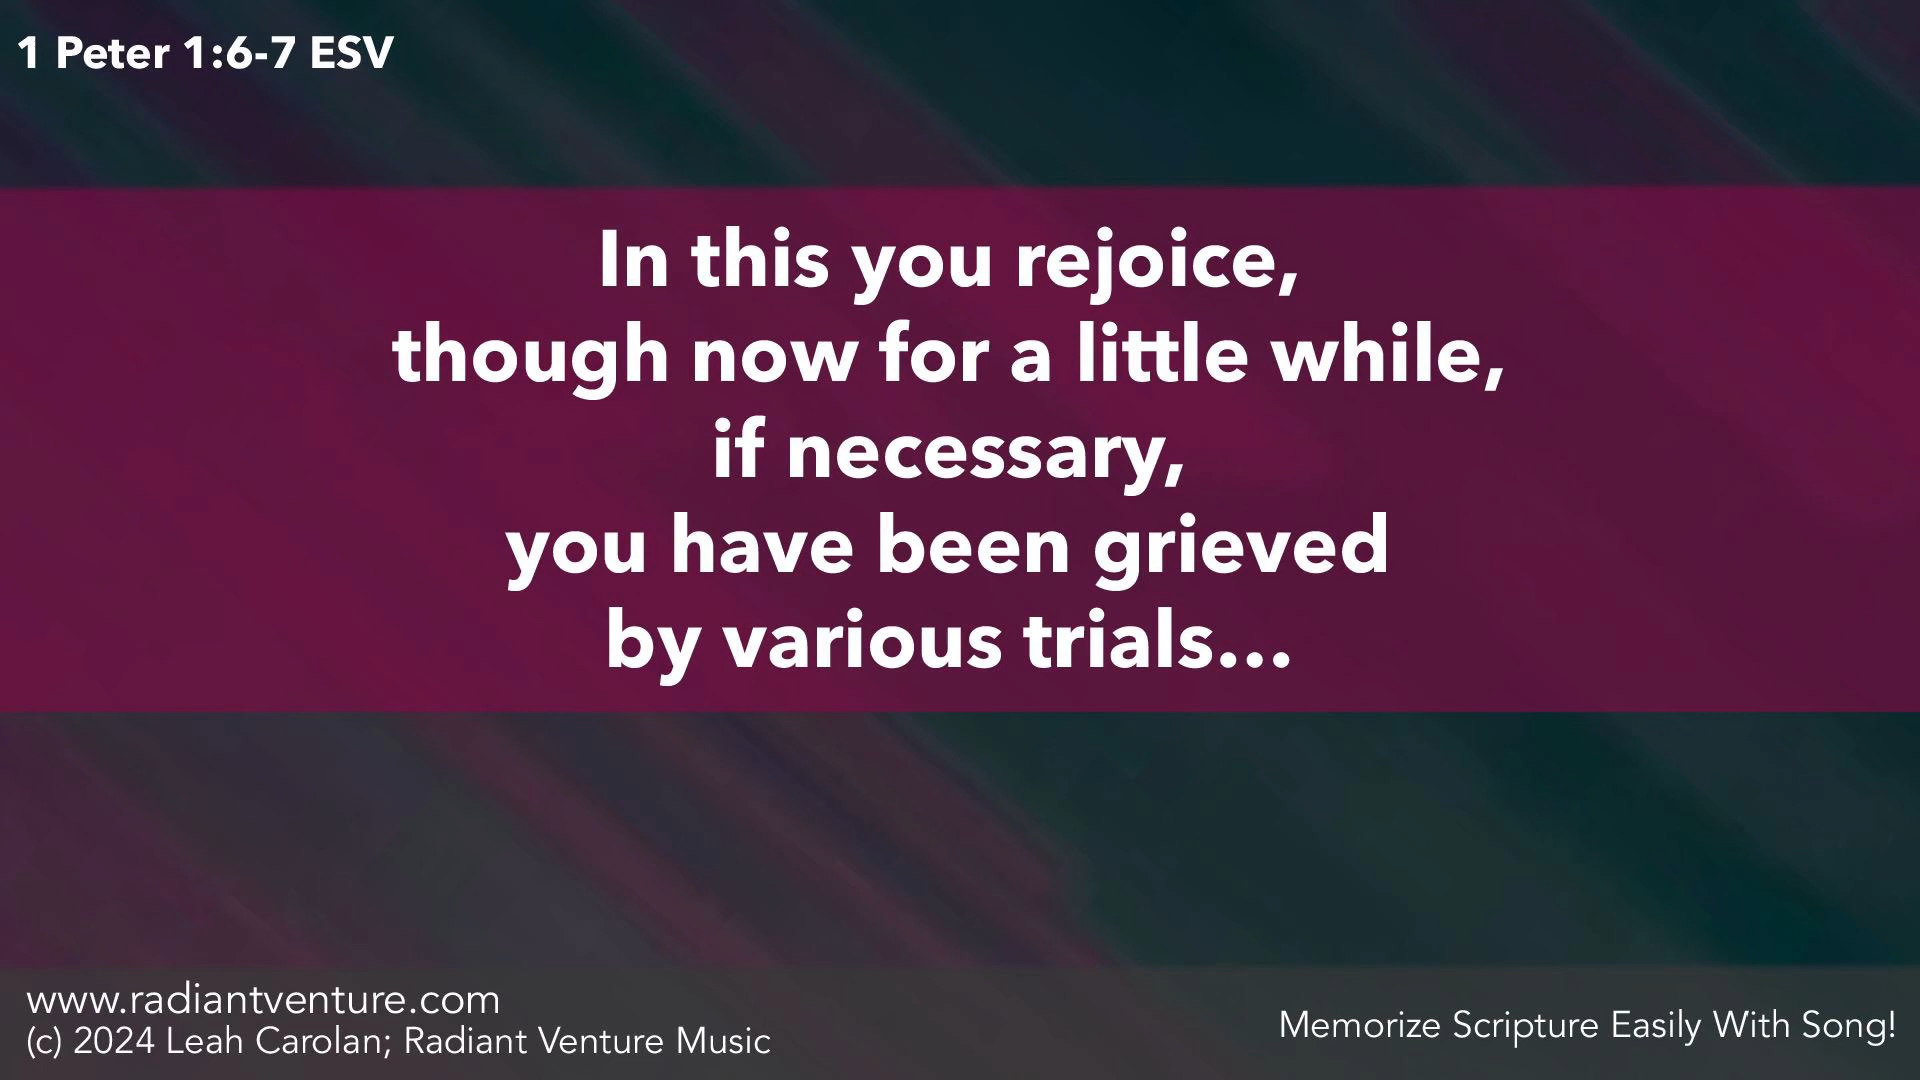 1 Peter 1:6-7 ESV
In this you rejoice,
though now for a little while,
if necessary,
you have been grieved
by various trials...
www.radiantventure.com
(c) 2024 Leah Carolan; Radiant Venture Music
Memorize Scripture Easily With Song!